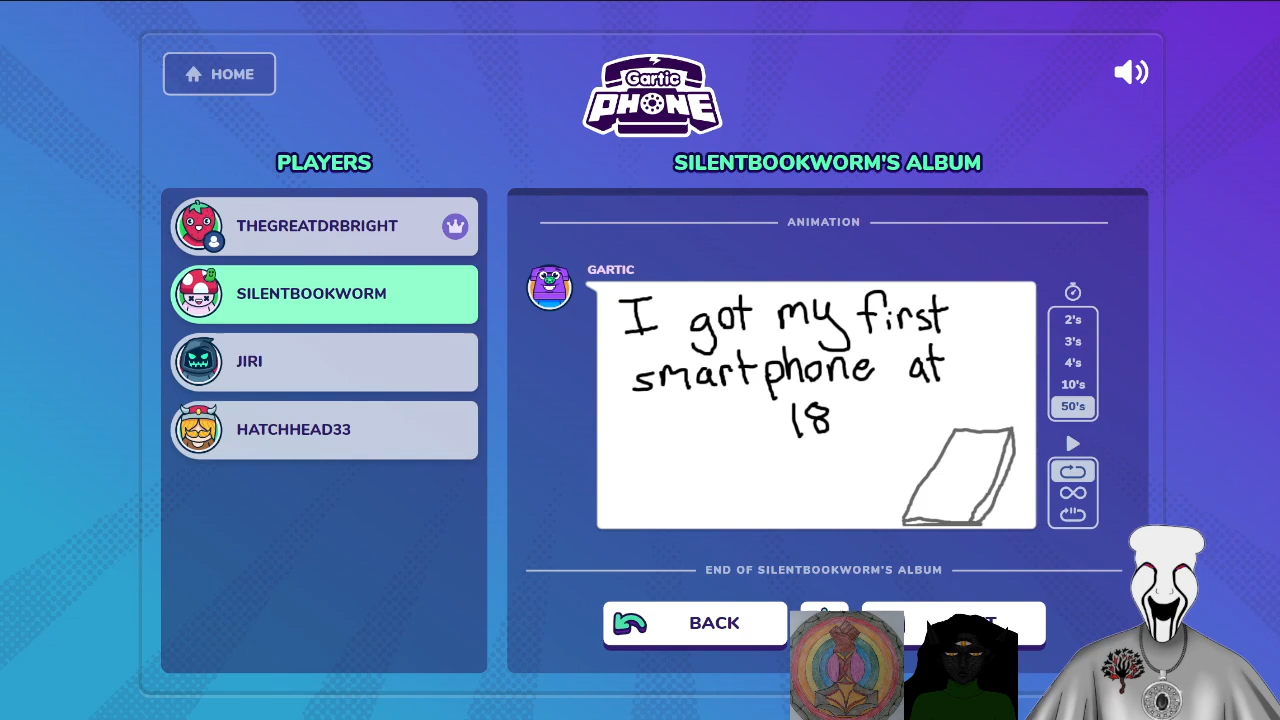 HOME
Gartic
PHONE
PLAYERS
SILENTBOOKWORM'S ALBUM
THEGREATDRBRIGHT
SILENTBOOKWORM
JIRI
HATCHHEAD33
ANIMATION
GARTIC
I got my first
smartphone at
18
2's
3's
4's
10's
50's
END OF SILENTBOOKWORM'S ALBUM
BACK